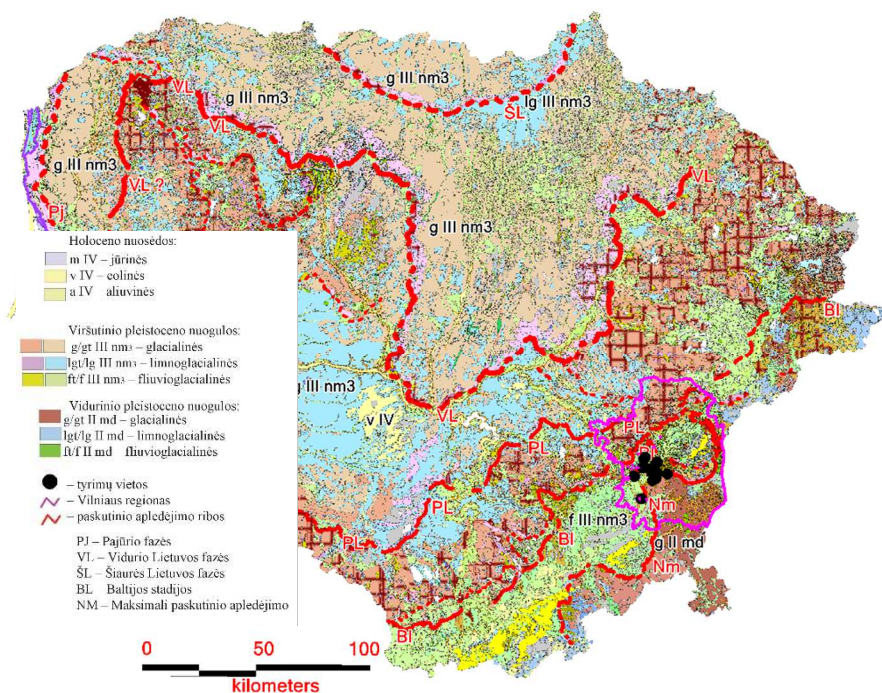 g III nm3
g III nm3
lg III nm3
ŠL
VL
g III nm3
VL
g III nm3
VL ?
Pj
VL
g III nm3
Bl
Holoceno nuosėdos:
m IV – jūrinės
v IV – eolinės
a IV – aliuvinės
Viršutinio pleistoceno nuogulos:
g/gt III nm3 – glacialinės
lgt/lg III nm3 – limnoglacialinės
ft/f III nm3 – fliuvioglacialinės
Vidurinio pleistoceno nuogulos:
g/gt II md – glacialinės
lgt/lg II md – limnoglacialinės
ft/f II md – fliuvioglacialinės
– tyrimų vietos
– Vilniaus regionas
– paskutinio apledėjimo ribos
PJ – Pajūrio fazės
VL – Vidurio Lietuvos fazės
ŠL – Šiaurės Lietuvos fazės
BL – Baltijos stadijos
NM – Maksimali paskutinio apledėjimo
g III nm3
v IV
VL
PL
PL
PL
PL
Nm
f III nm3
Bl
g II md
Nm
Bl
0 50 100
kilometers